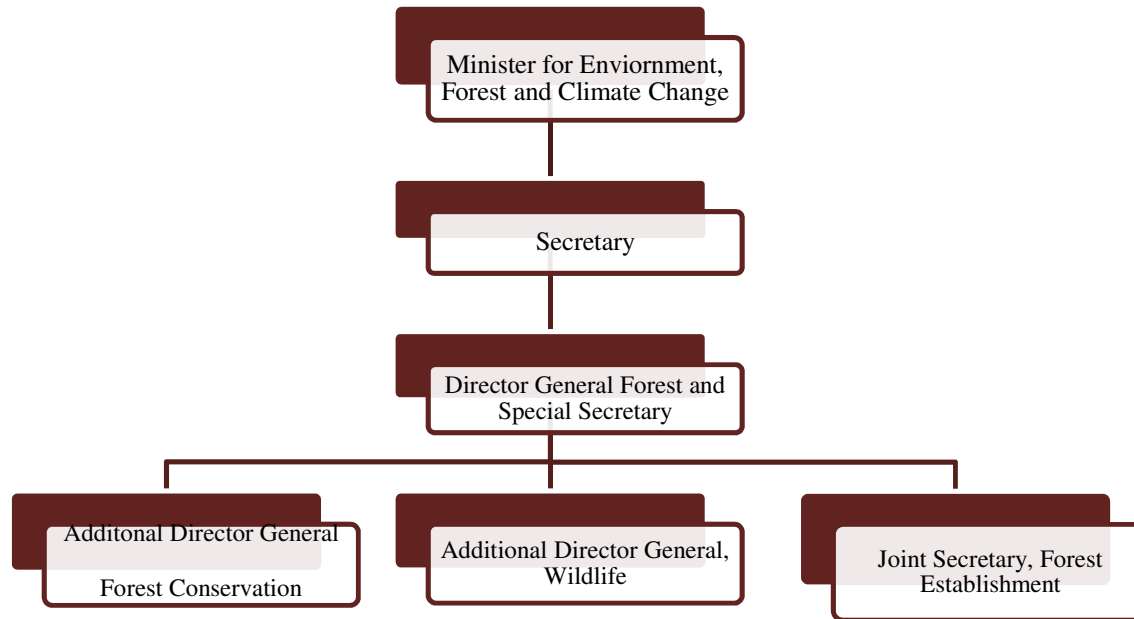 Minister for Enviornment,
Forest and Climate Change
Secretary
Director General Forest and
Special Secretary
Additonal Director General
Forest Conservation
Additional Director General,
Wildlife
Joint Secretary, Forest
Establishment